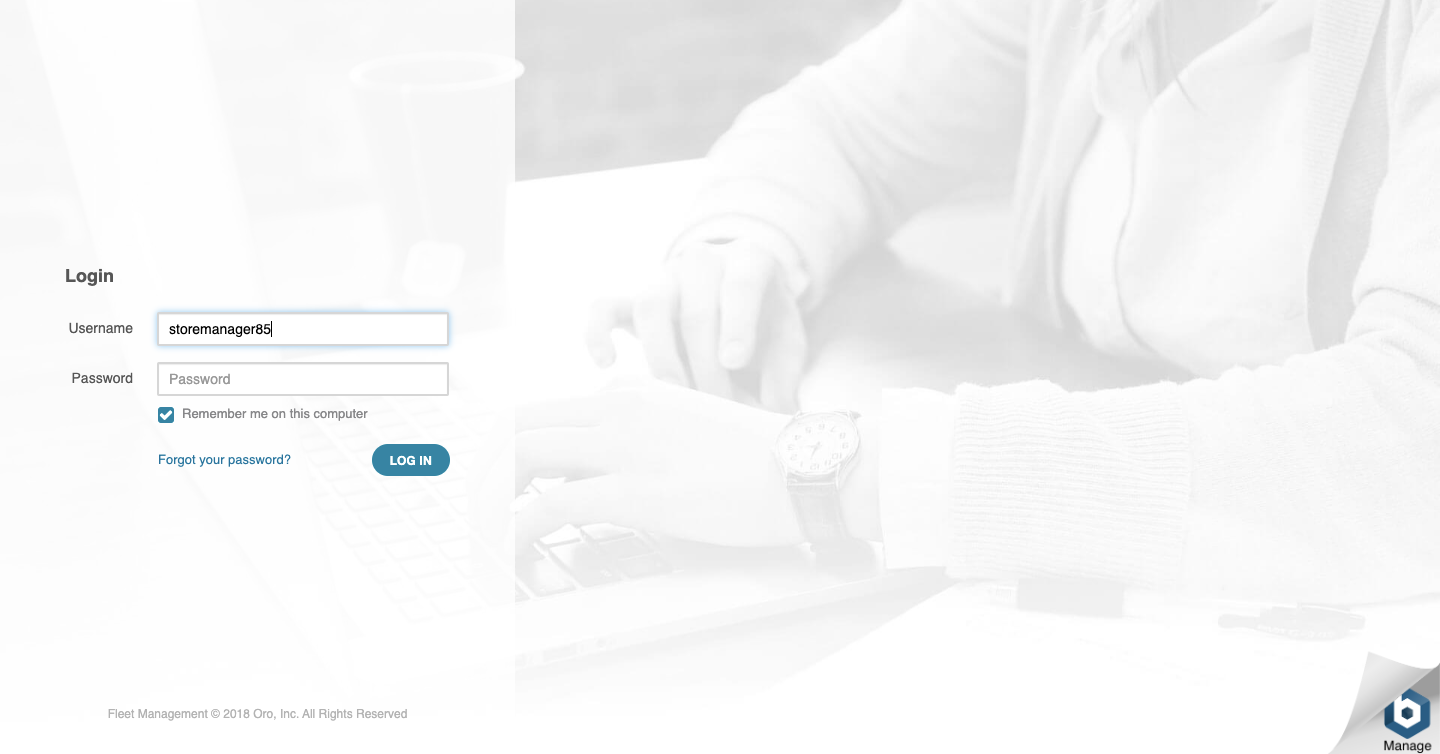 Login
Username
storemanager85
Password
Password
Remember me on this computer
Forgot your password?
LOG IN
Fleet Management © 2018 Oro, Inc. All Rights Reserved
Manage